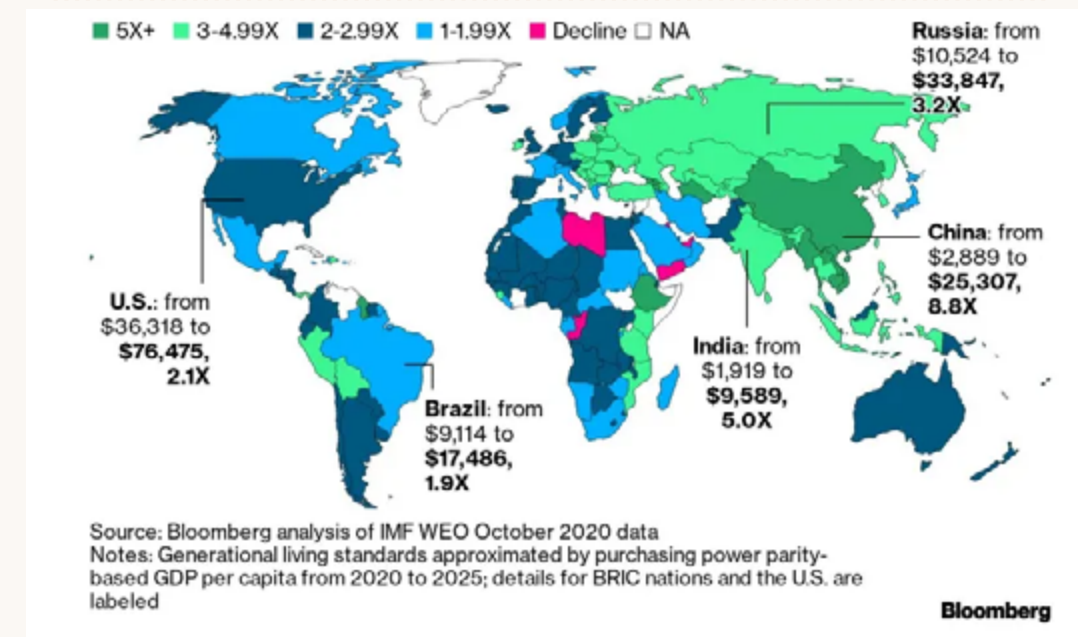 5X+ 3-4.99X 2-2.99X 1-1.99X Decline NA
Russia: from
$10,524 to
$33,847,
3.2X
China: from
$2,889 to
$25,307,
8.8X
U.S.: from
$36,318 to
$76,475,
2.1X
India: from
$1,919 to
$9,589,
5.0X
Brazil: from
$9,114 to
$17,486,
1.9X
Source: Bloomberg analysis of IMF WEO October 2020 data
Notes: Generational living standards approximated by purchasing power parity-
based GDP per capita from 2020 to 2025; details for BRIC nations and the U.S. are
labeled
Bloomberg